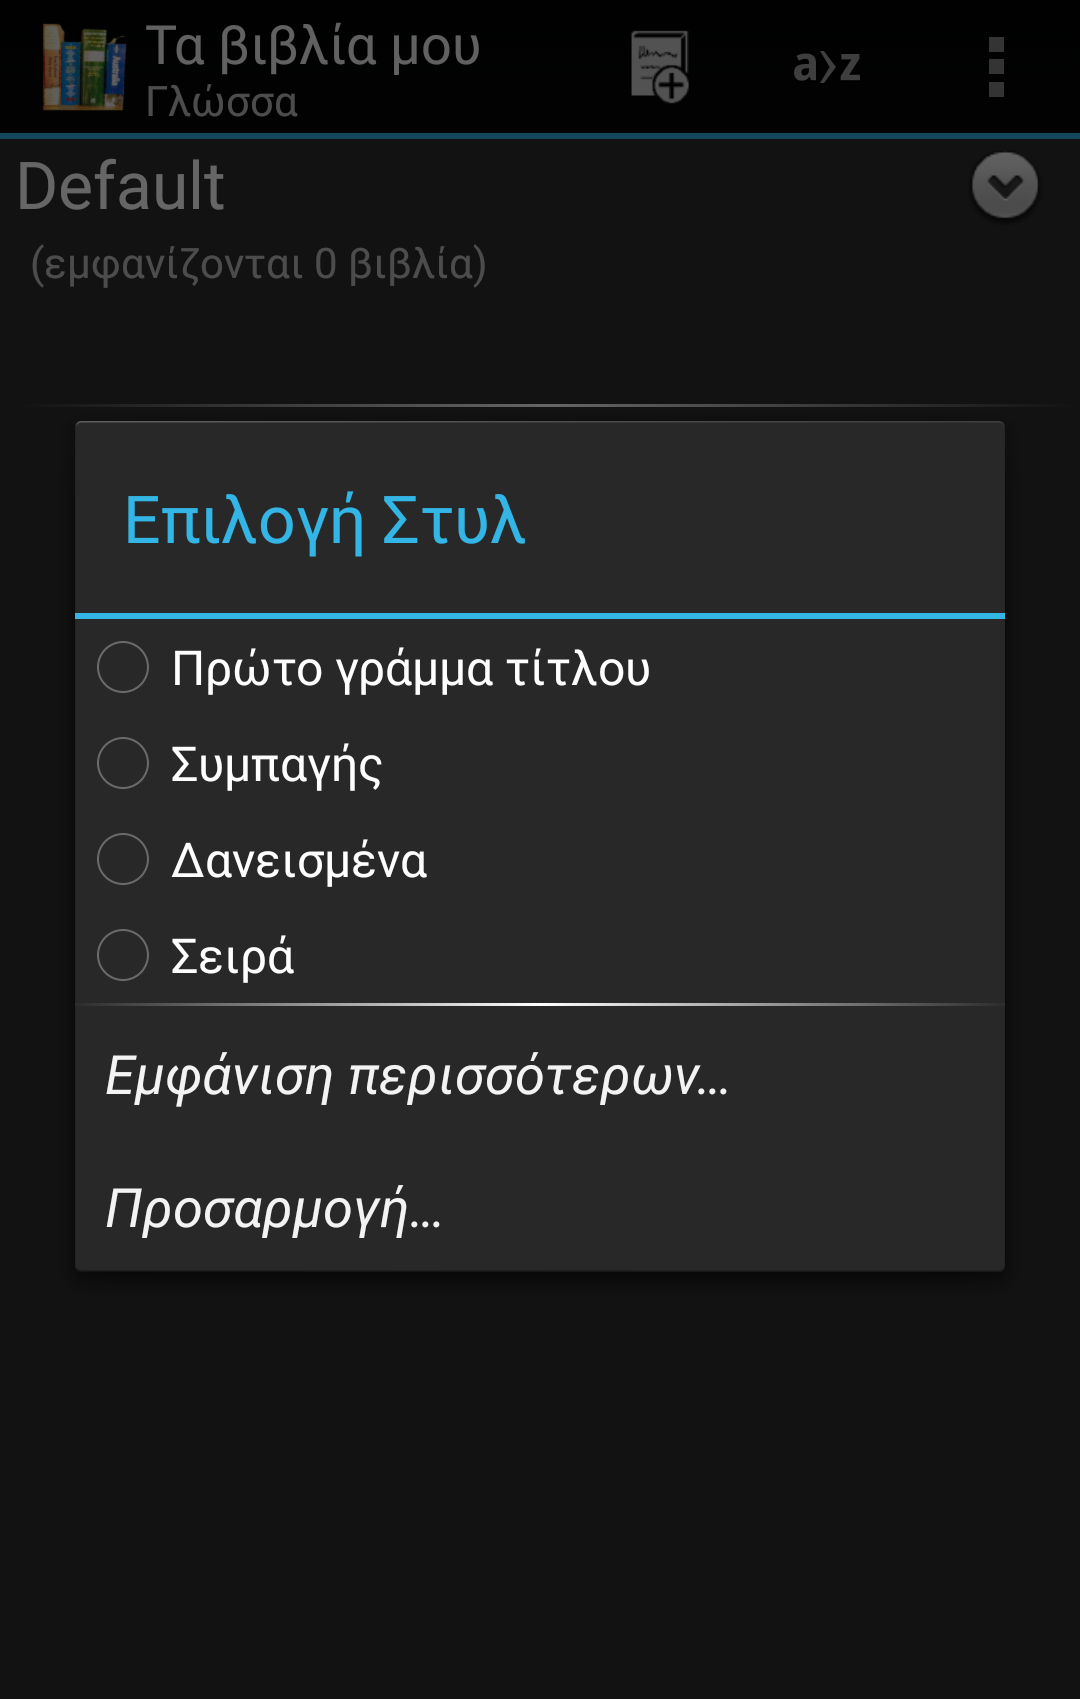 Τα βιβλία μου
Γλώσσα
a›z
Default
(εμφανίζονται 0 βιβλία)
Επιλογή Στυλ
Πρώτο γράμμα τίτλου
Συμπαγής
Δανεισμένα
Σειρά
Εμφάνιση περισσότερων...
Προσαρμογή...